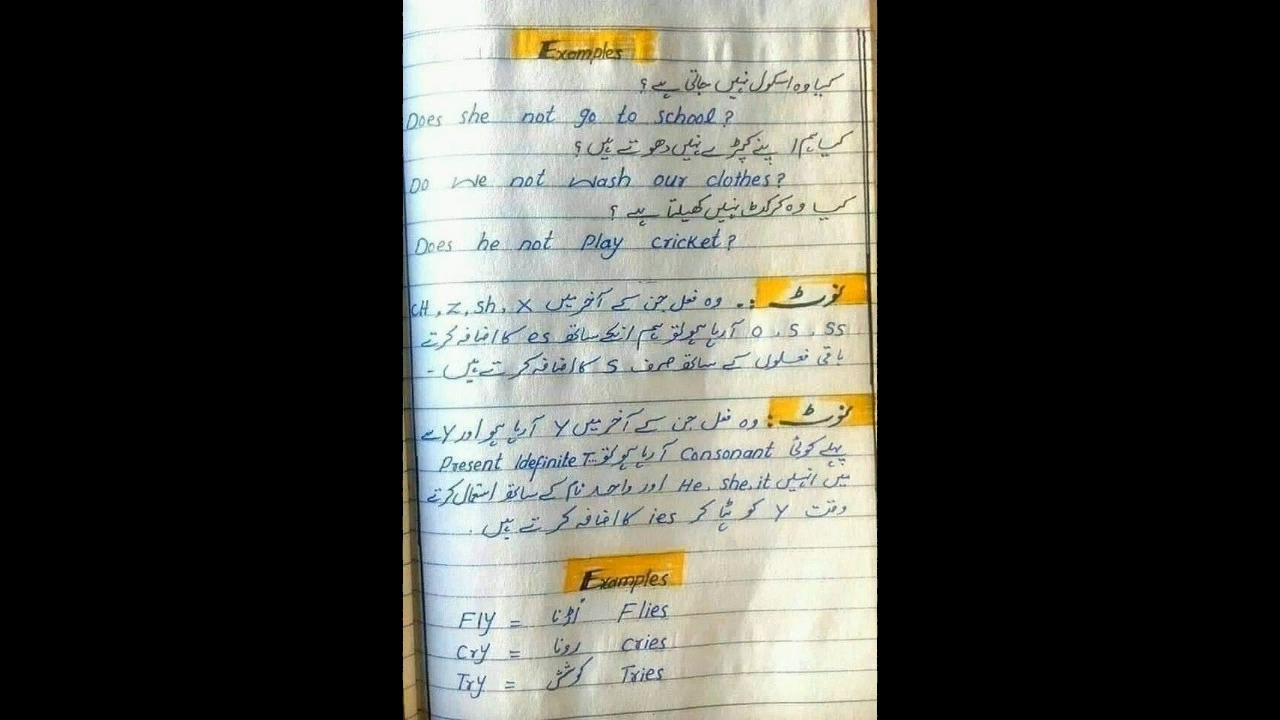 Examples
کیا وہ اسکول نہیں جاتی ہے؟
Does she not go to school?
کیا ہم اپنے کپڑے نہیں دھوتے ہیں؟
Do we not wash our clothes?
کیا وہ کرکٹ نہیں کھیلتا ہے؟
Does he not Play cricket?
نوٹ :۔ وہ فعل جن کے آخر میں CH, Z, sh, X
O, S, SS آرہا ہو تو ہم انکے ساتھ es کا اضافہ کرتے
باقی فعلوں کے ساتھ صرف S کا اضافہ کرتے ہیں۔
نوٹ : وہ فعل جن کے آخر میں Y آرہا ہو اور Y سے
پہلے کوئی Consonant آرہا ہو تو Present Idefinite T...
میں انہیں He, she, it اور واحد نام کے ساتھ استعمال کرتے
وقت Y کو ہٹا کر ies کا اضافہ کرتے ہیں۔
Examples
Fly = اُڑنا Flies
Cry = رونا Cries
Try = کوشش Tries